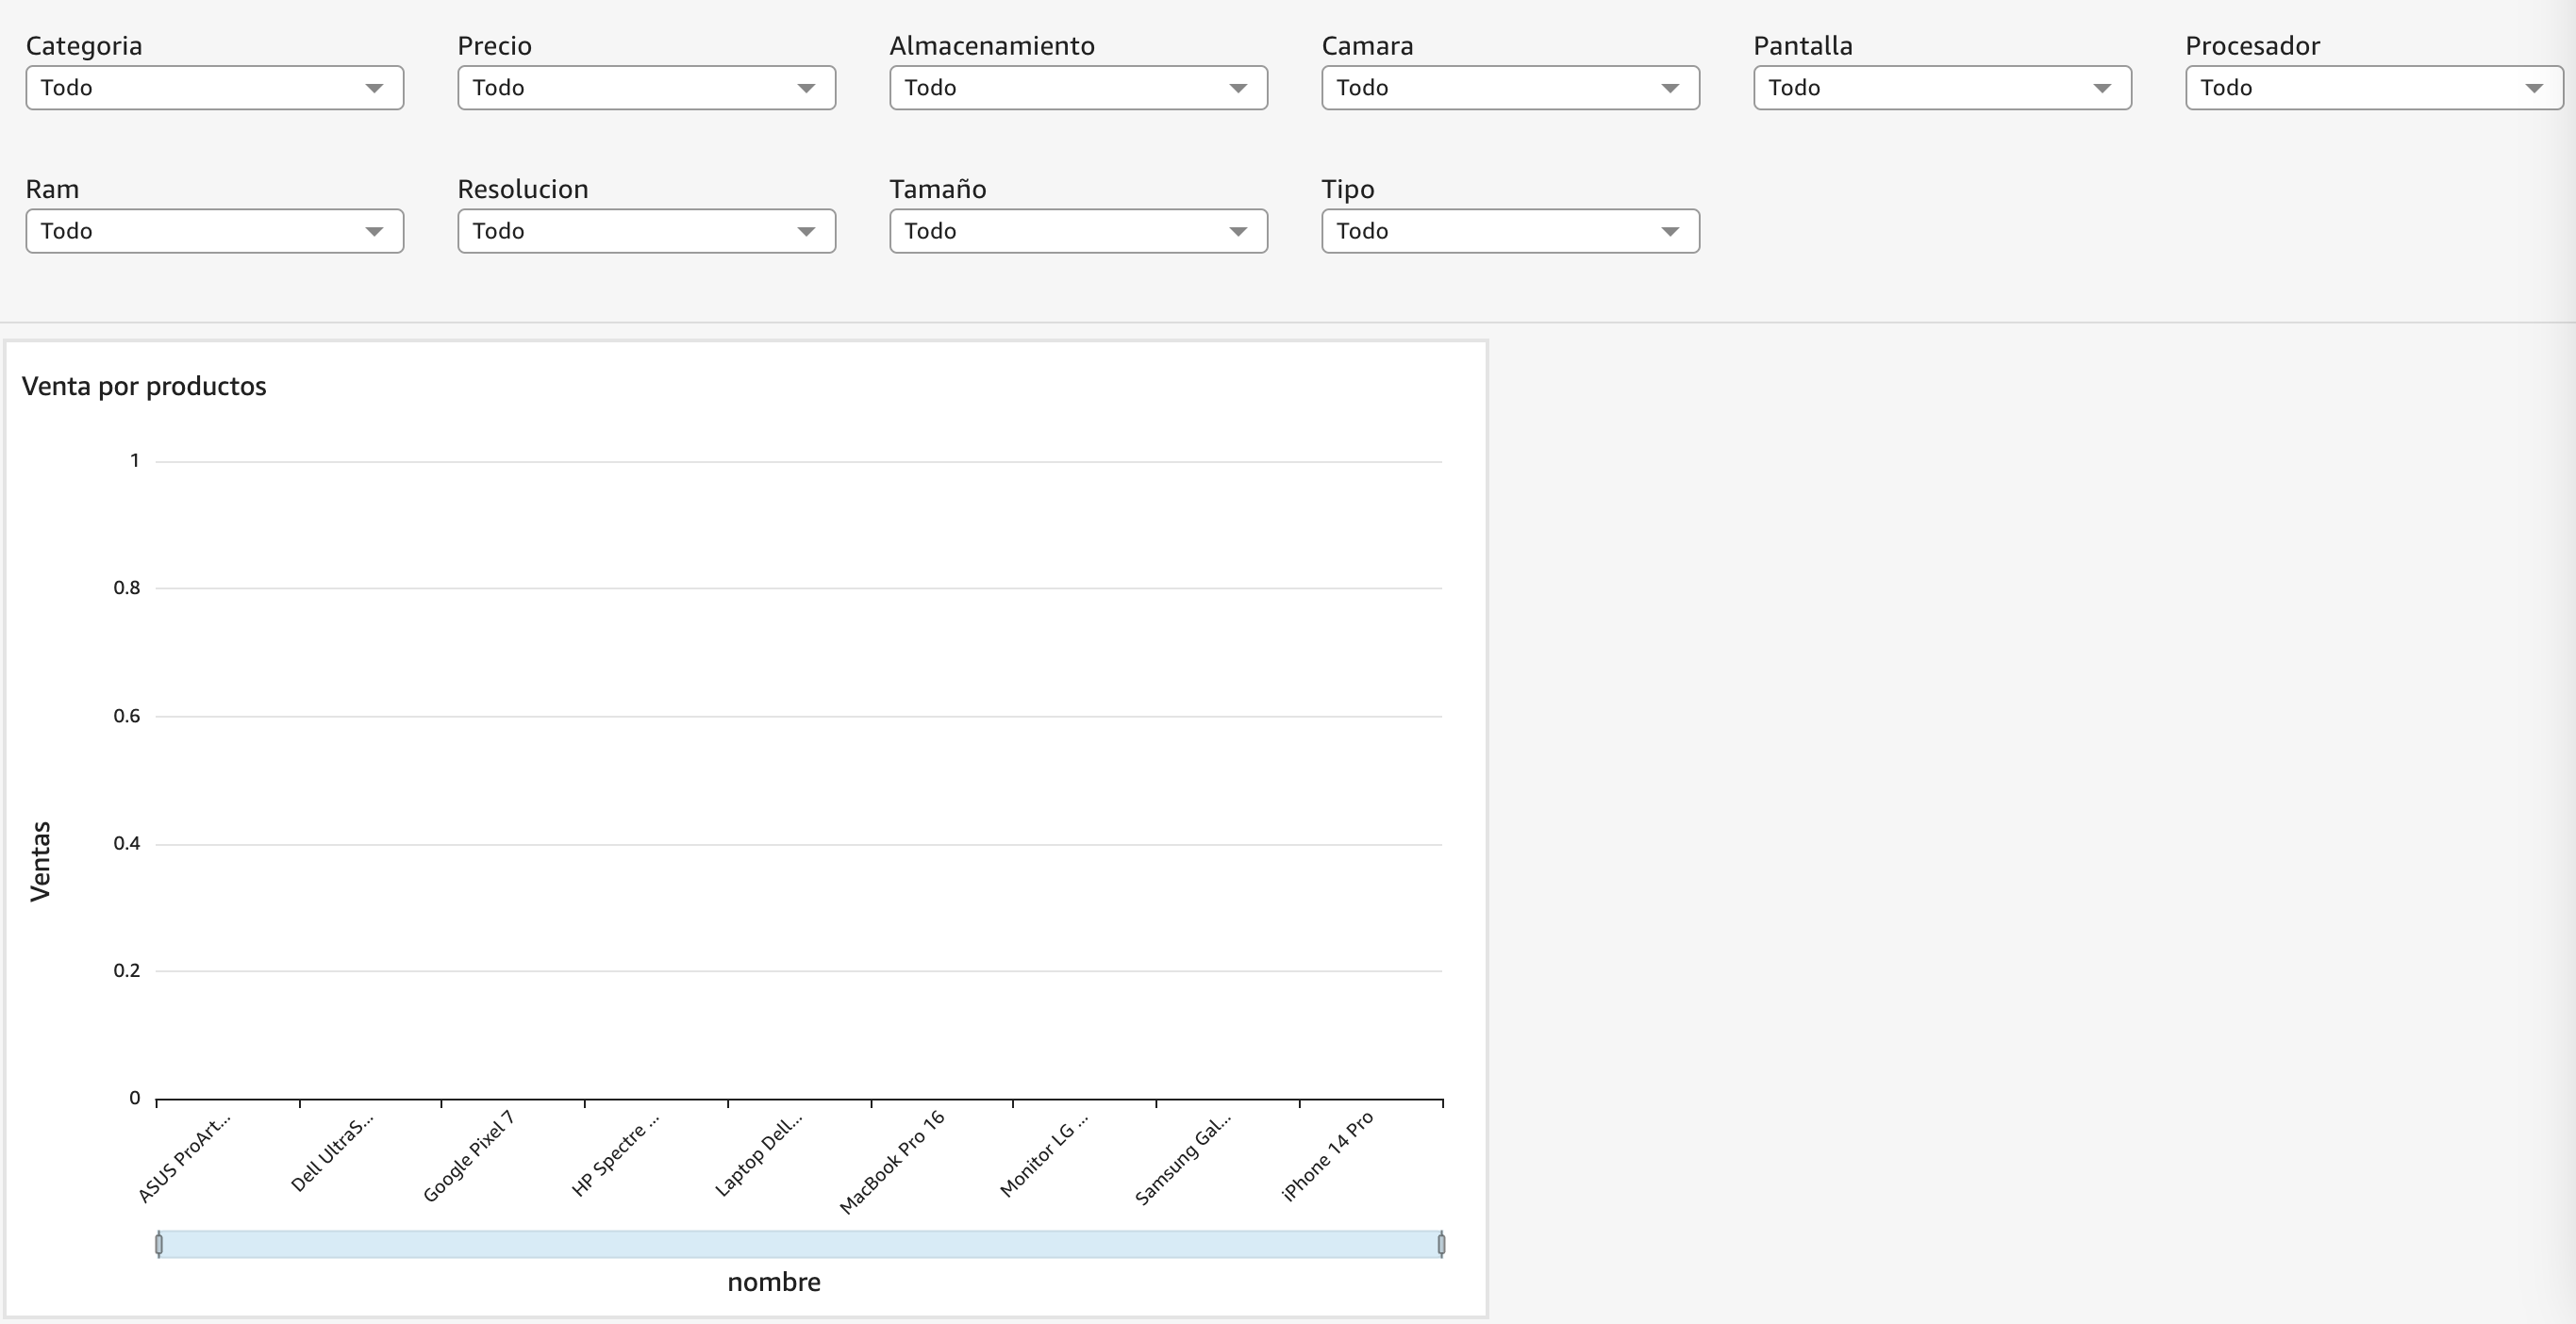 Categoria Precio Almacenamiento Camara Pantalla Procesador
Todo Todo Todo Todo Todo Todo
Ram Resolucion Tamaño Tipo
Todo Todo Todo Todo
Venta por productos
1
0.8
0.6
0.4
0.2
0
Ventas
ASUS ProArt...
Dell UltraS...
Google Pixel 7
HP Spectre ...
Laptop Dell...
MacBook Pro 16
Monitor LG ...
Samsung Gal...
iPhone 14 Pro
nombre